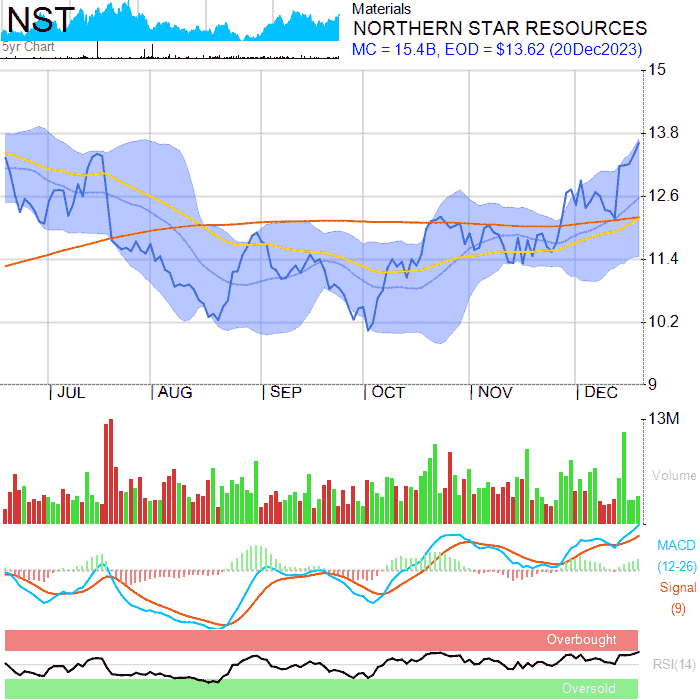 NST
5yr Chart
Materials
NORTHERN STAR RESOURCES
MC = 15.4B, EOD = $13.62 (20Dec2023)
15
13.8
12.6
11.4
10.2
9
JUL AUG SEP OCT NOV DEC
13M
Volume
MACD
(12-26)
Signal
(9)
Overbought
RSI(14)
Oversold